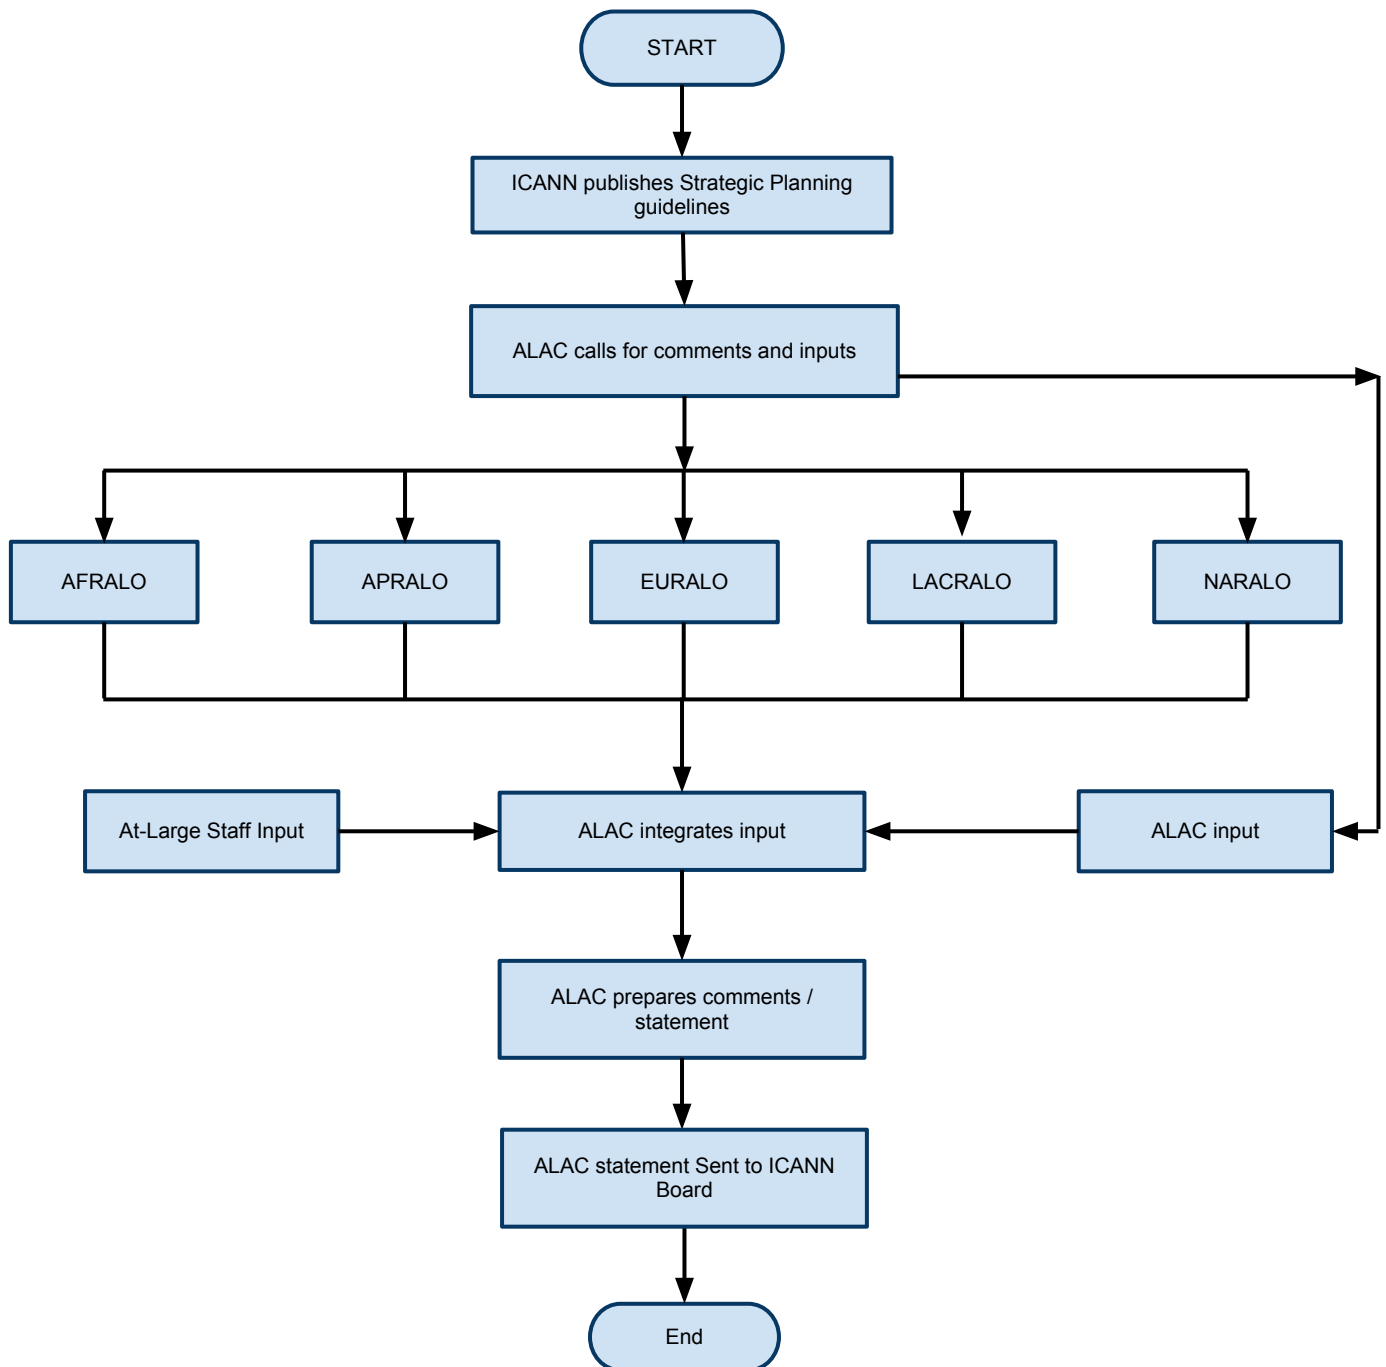 START
ICANN publishes Strategic Planning
guidelines
ALAC calls for comments and inputs
AFRALO
APRALO
EURALO
LACRALO
NARALO
At-Large Staff Input
ALAC integrates input
ALAC input
ALAC prepares comments /
statement
ALAC statement Sent to ICANN
Board
End